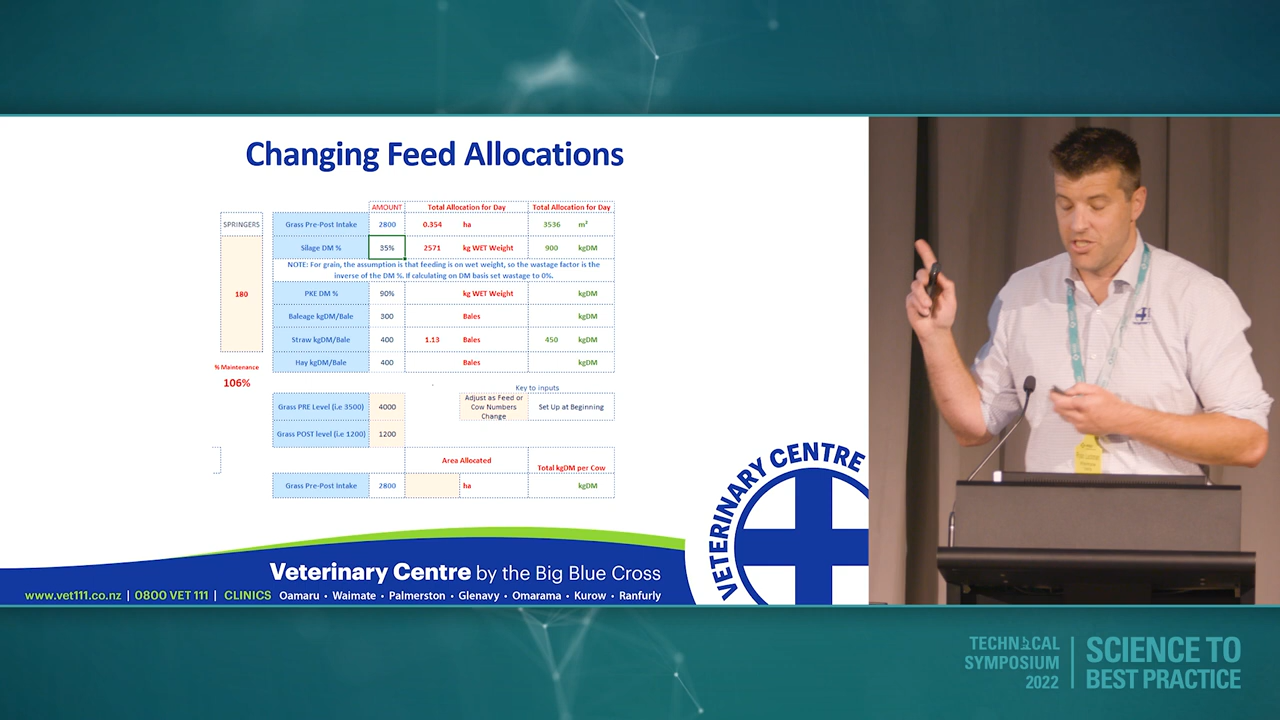 Changing Feed Allocations
AMOUNT Total Allocation for Day Total Allocation for Day
SPRINGERS Grass Pre-Post Intake 2800 0.354 ha 3536 m²
Silage DM % 35% 2571 kg WET Weight 900 kgDM
NOTE: For grain, the assumption is that feeding is on wet weight, so the wastage factor is the
inverse of the DM %. If calculating on DM basis set wastage to 0%.
180 PKE DM % 90% kg WET Weight kgDM
Baleage kgDM/Bale 300 Bales kgDM
Straw kgDM/Bale 400 1.13 Bales 450 kgDM
Hay kgDM/Bale 400 Bales kgDM
% Maintenance
106%
Key to inputs
Grass PRE Level (i.e 3500) 4000
Adjust as Feed or
Cow Numbers
Change
Set Up at Beginning
Grass POST level (i.e 1200) 1200
Area Allocated Total kgDM per Cow
Grass Pre-Post Intake 2800 ha kgDM
VETERINARY CENTRE
Veterinary Centre by the Big Blue Cross
www.vet111.co.nz | 0800 VET 111 | CLINICS Oamaru • Waimate • Palmerston • Glenavy • Omarama • Kurow • Ranfurly
TECHNICAL
SYMPOSIUM
2022
SCIENCE TO
BEST PRACTICE